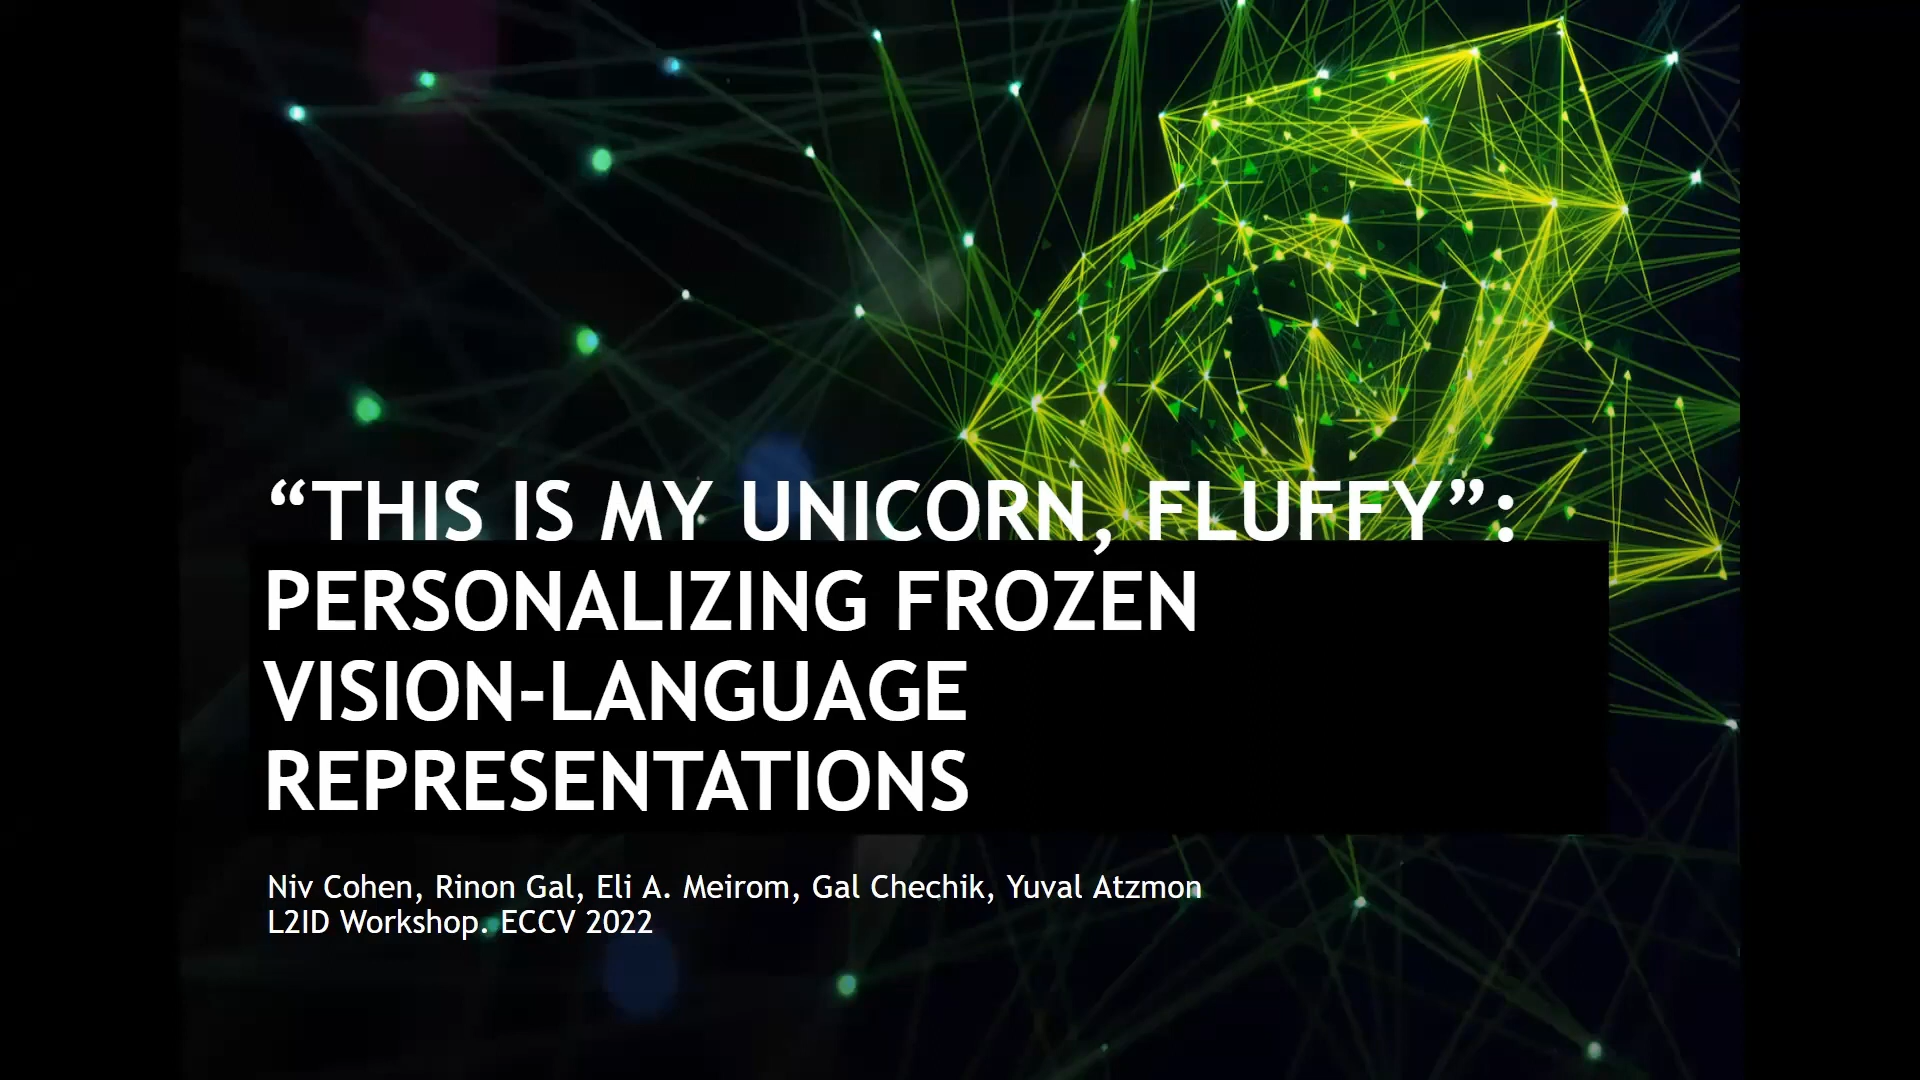 “THIS IS MY UNICORN, FLUFFY”:
PERSONALIZING FROZEN
VISION-LANGUAGE
REPRESENTATIONS
Niv Cohen, Rinon Gal, Eli A. Meirom, Gal Chechik, Yuval Atzmon
L2ID Workshop. ECCV 2022